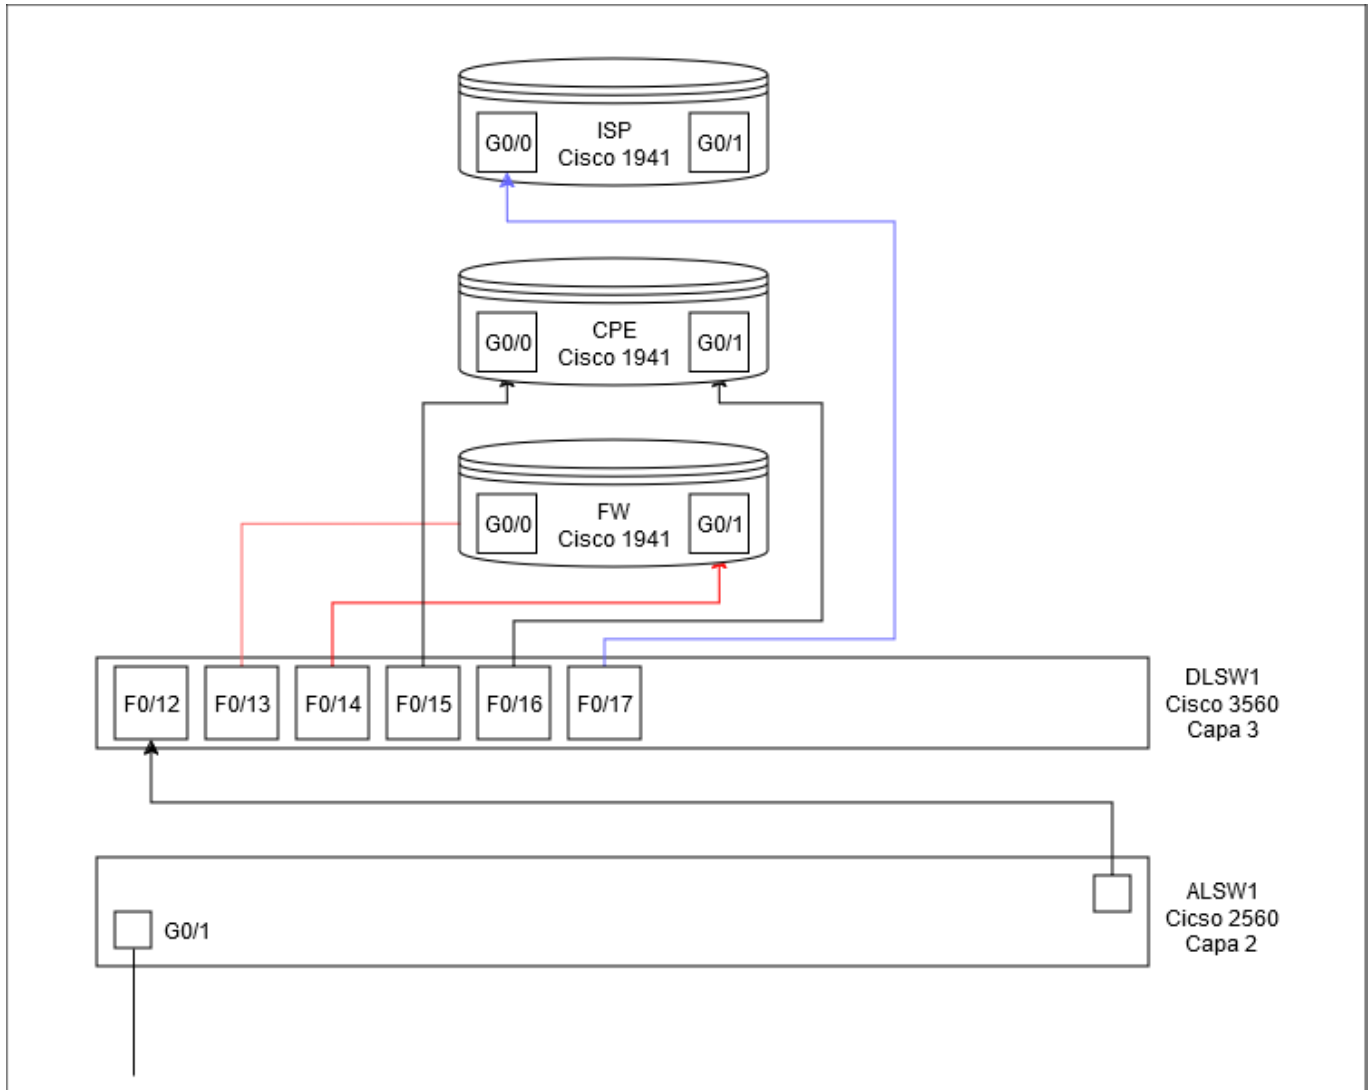 ISP
Cisco 1941
G0/0
G0/1
CPE
Cisco 1941
G0/0
G0/1
FW
Cisco 1941
G0/0
G0/1
F0/12
F0/13
F0/14
F0/15
F0/16
F0/17
DLSW1
Cisco 3560
Capa 3
G0/1
ALSW1
Cicso 2560
Capa 2